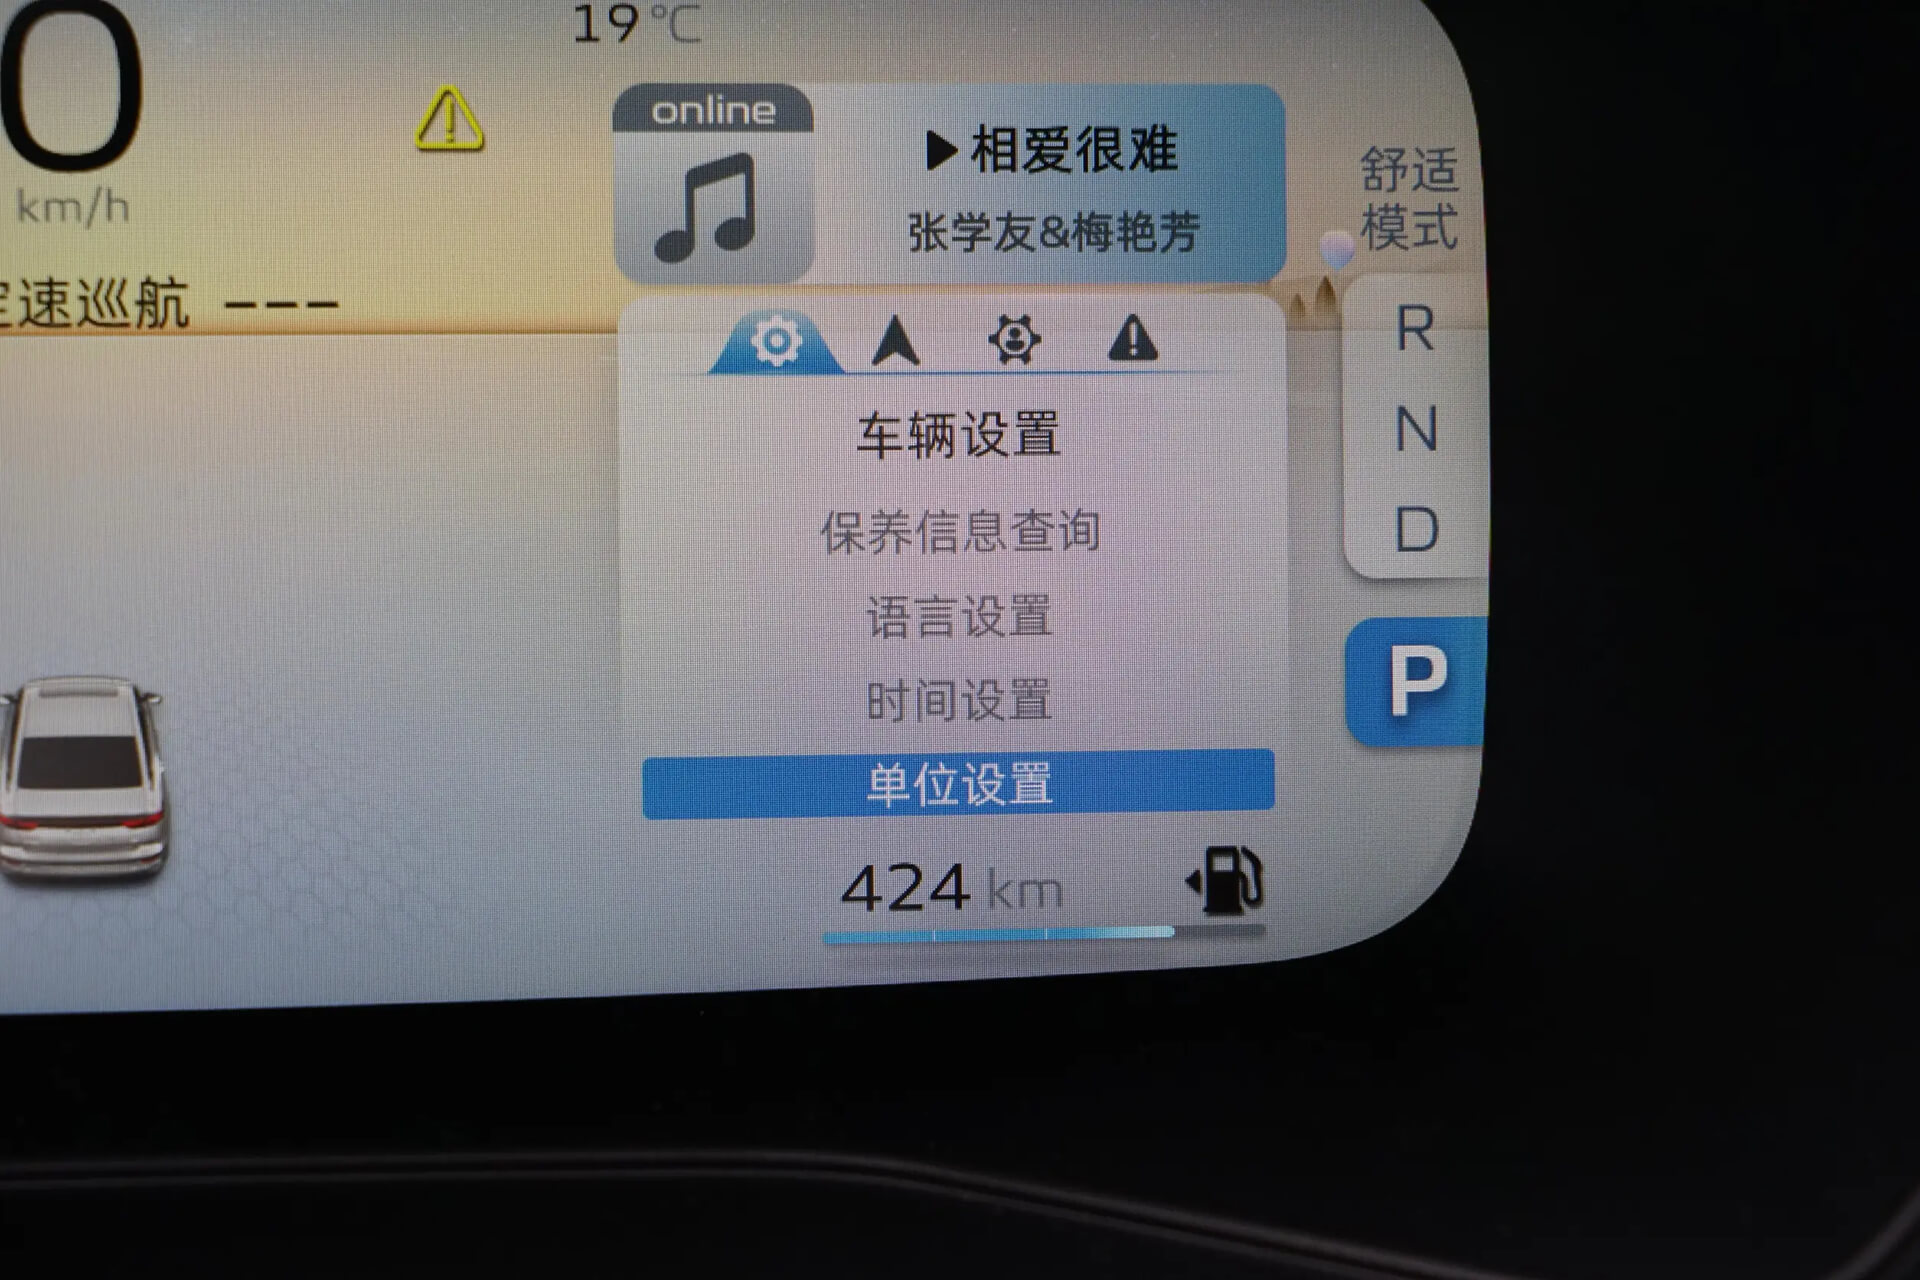 19 °C
0
km/h
online
相爱很难
张学友&梅艳芳
舒适
模式
定速巡航 ---
车辆设置
保养信息查询
语言设置
时间设置
单位设置
R
N
D
P
424 km